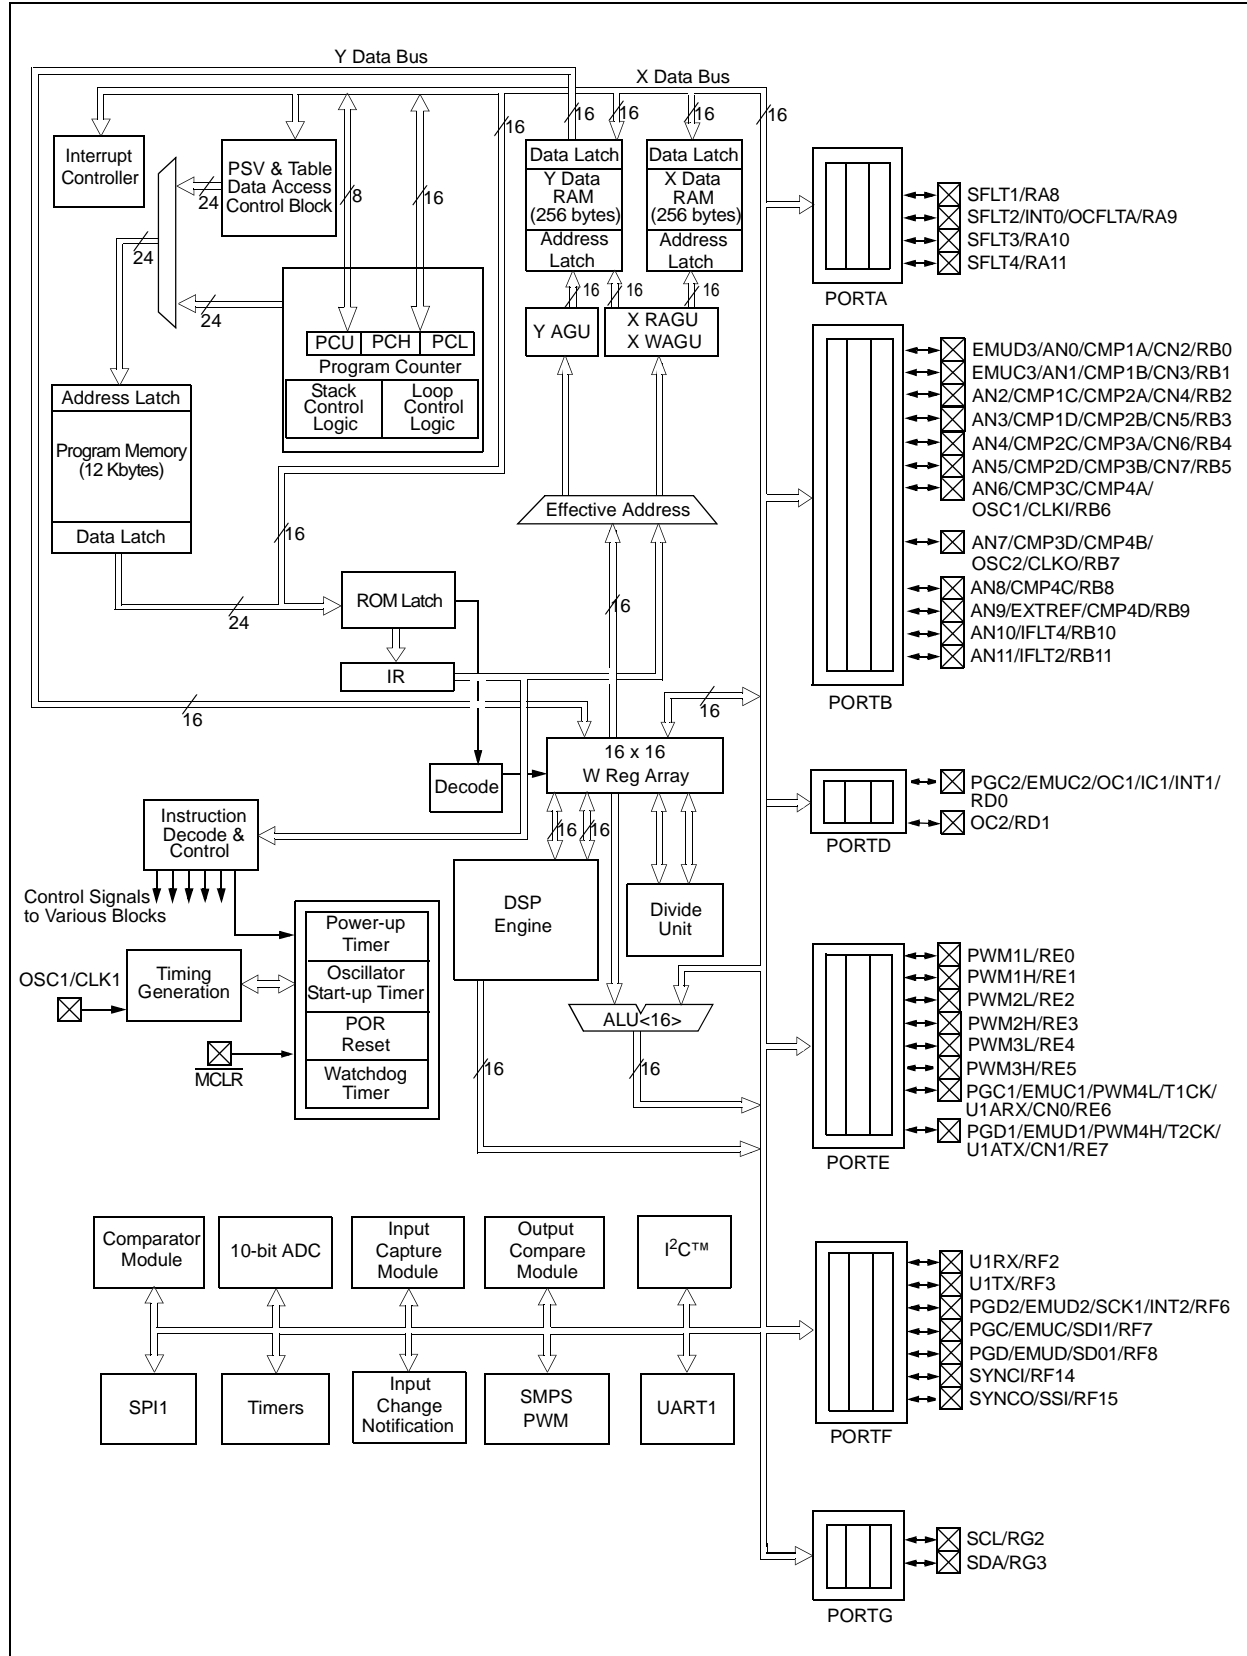 Y Data Bus
X Data Bus
16
16
16
16
16
Interrupt
Controller
PSV & Table
Data Access
Control Block
24
8
16
24
24
Data Latch
Y Data
RAM
(256 bytes)
Address
Latch
Data Latch
X Data
RAM
(256 bytes)
Address
Latch
16
16
16
Y AGU
X RAGU
X WAGU
PCU
PCH
PCL
Program Counter
Stack
Control
Logic
Loop
Control
Logic
Address Latch
Program Memory
(12 Kbytes)
Data Latch
Effective Address
16
24
ROM Latch
16
IR
16
16
16 x 16
W Reg Array
Decode
Instruction
Decode &
Control
16
16
Control Signals
to Various Blocks
DSP
Engine
Divide
Unit
Power-up
Timer
Oscillator
Start-up Timer
POR
Reset
Watchdog
Timer
OSC1/CLK1
Timing
Generation
MCLR
ALU<16>
16
16
Comparator
Module
10-bit ADC
Input
Capture
Module
Output
Compare
Module
I2C™
SPI1
Timers
Input
Change
Notification
SMPS
PWM
UART1
SFLT1/RA8
SFLT2/INT0/OCFLTA/RA9
SFLT3/RA10
SFLT4/RA11
PORTA
EMUD3/AN0/CMP1A/CN2/RB0
EMUC3/AN1/CMP1B/CN3/RB1
AN2/CMP1C/CMP2A/CN4/RB2
AN3/CMP1D/CMP2B/CN5/RB3
AN4/CMP2C/CMP3A/CN6/RB4
AN5/CMP2D/CMP3B/CN7/RB5
AN6/CMP3C/CMP4A/
OSC1/CLKI/RB6
AN7/CMP3D/CMP4B/
OSC2/CLKO/RB7
AN8/CMP4C/RB8
AN9/EXTREF/CMP4D/RB9
AN10/IFLT4/RB10
AN11/IFLT2/RB11
PORTB
PGC2/EMUC2/OC1/IC1/INT1/
RD0
OC2/RD1
PORTD
PWM1L/RE0
PWM1H/RE1
PWM2L/RE2
PWM2H/RE3
PWM3L/RE4
PWM3H/RE5
PGC1/EMUC1/PWM4L/T1CK/
U1ARX/CN0/RE6
PGD1/EMUD1/PWM4H/T2CK/
U1ATX/CN1/RE7
PORTE
U1RX/RF2
U1TX/RF3
PGD2/EMUD2/SCK1/INT2/RF6
PGC/EMUC/SDI1/RF7
PGD/EMUD/SD01/RF8
SYNCI/RF14
SYNCO/SSI/RF15
PORTF
SCL/RG2
SDA/RG3
PORTG